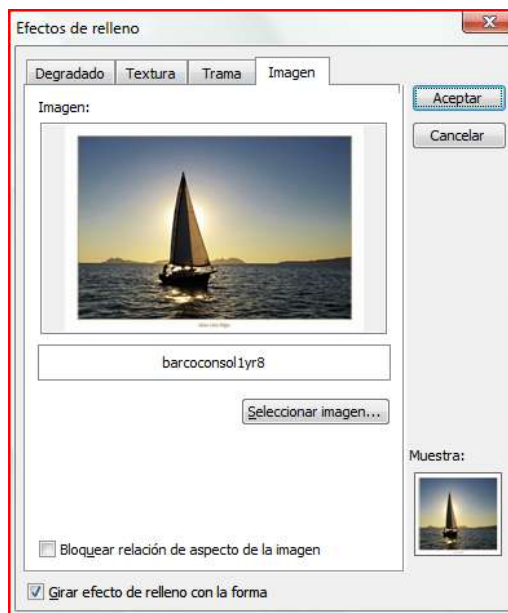 Efectos de relleno
Degradado Textura Trama Imagen
Imagen:
Aceptar
Cancelar
barcoconsol1yr8
Seleccionar imagen...
Muestra:
Bloquear relación de aspecto de la imagen
Girar efecto de relleno con la forma